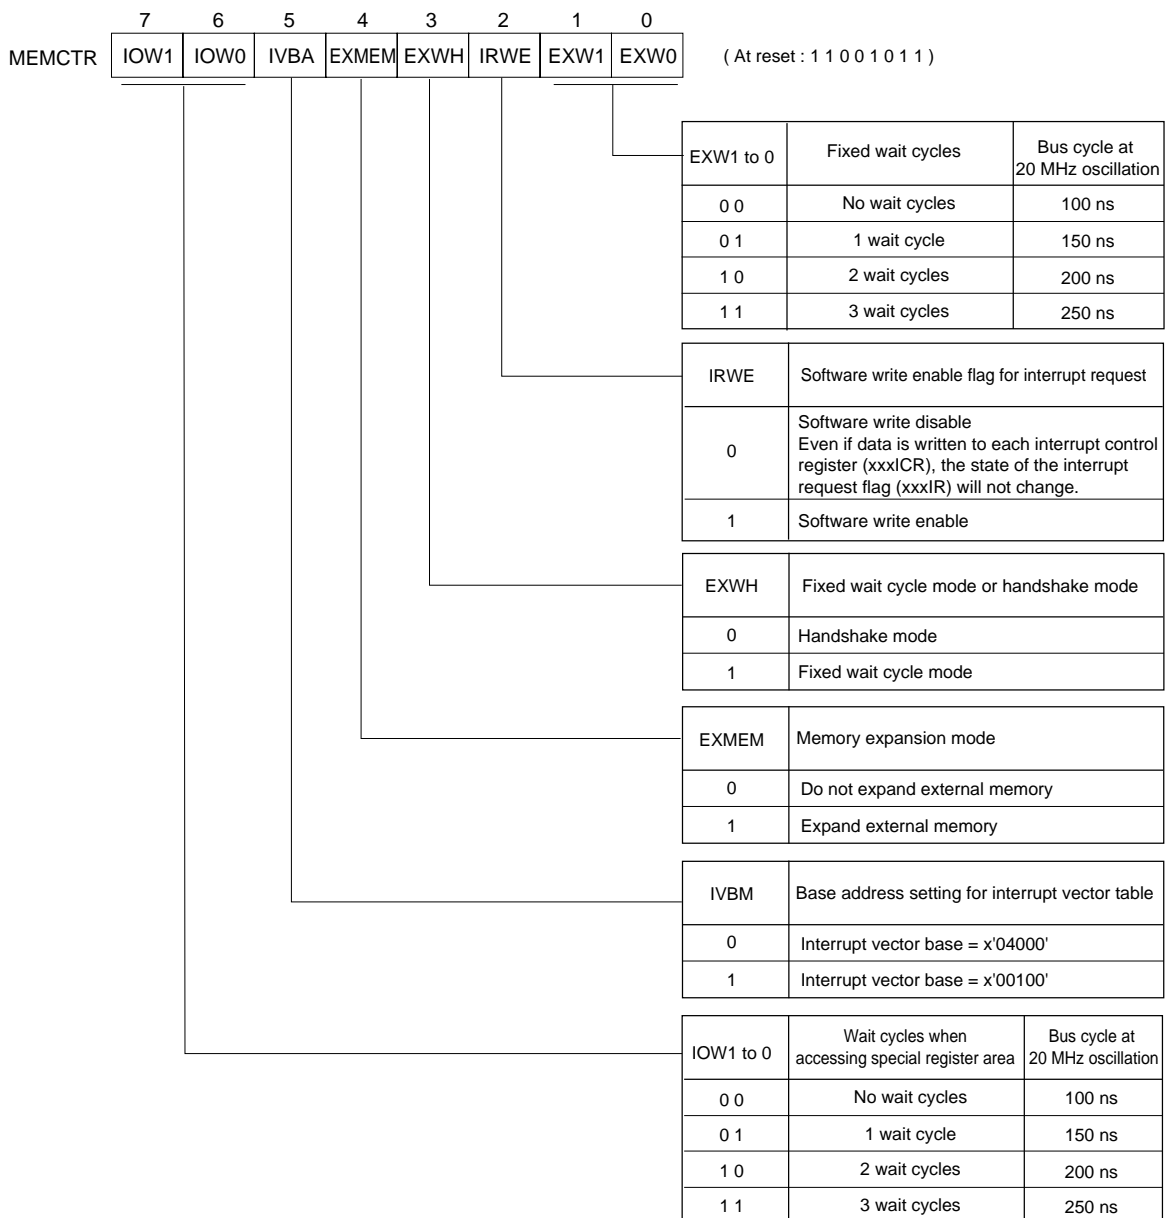 7 6 5 4 3 2 1 0
MEMCTR IOW1 IOW0 IVBA EXMEM EXWH IRWE EXW1 EXW0 ( At reset : 1 1 0 0 1 0 1 1 )
EXW1 to 0 Fixed wait cycles Bus cycle at
20 MHz oscillation
0 0 No wait cycles 100 ns
0 1 1 wait cycle 150 ns
1 0 2 wait cycles 200 ns
1 1 3 wait cycles 250 ns
IRWE Software write enable flag for interrupt request
0 Software write disable
Even if data is written to each interrupt control
register (xxxICR), the state of the interrupt
request flag (xxxIR) will not change.
1 Software write enable
EXWH Fixed wait cycle mode or handshake mode
0 Handshake mode
1 Fixed wait cycle mode
EXMEM Memory expansion mode
0 Do not expand external memory
1 Expand external memory
IVBM Base address setting for interrupt vector table
0 Interrupt vector base = x'04000'
1 Interrupt vector base = x'00100'
IOW1 to 0 Wait cycles when
accessing special register area Bus cycle at
20 MHz oscillation
0 0 No wait cycles 100 ns
0 1 1 wait cycle 150 ns
1 0 2 wait cycles 200 ns
1 1 3 wait cycles 250 ns